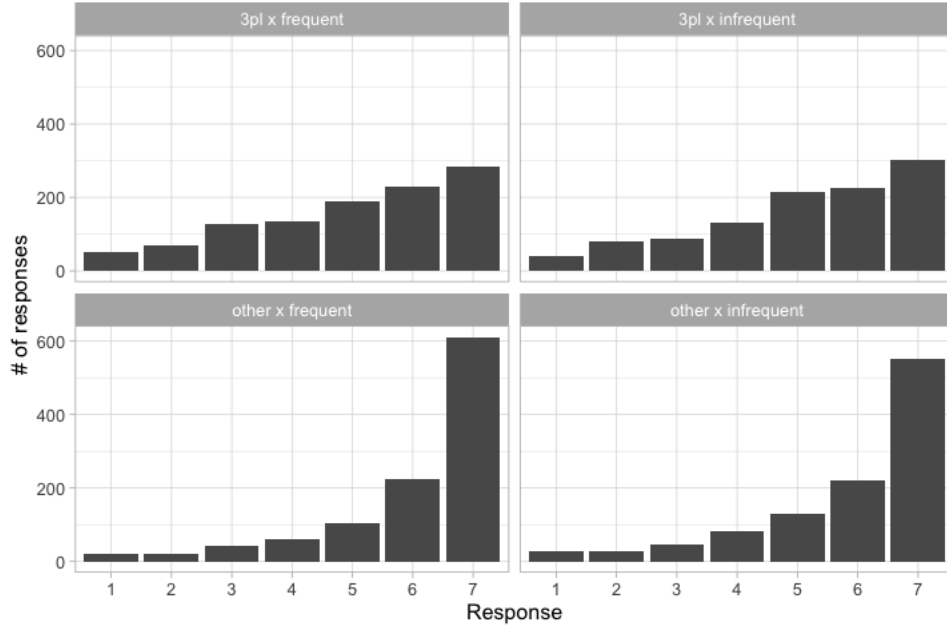 3pl x frequent
3pl x infrequent
600
400
200
0
other x frequent
other x infrequent
600
400
200
0
1 2 3 4 5 6 7
1 2 3 4 5 6 7
# of responses
Response